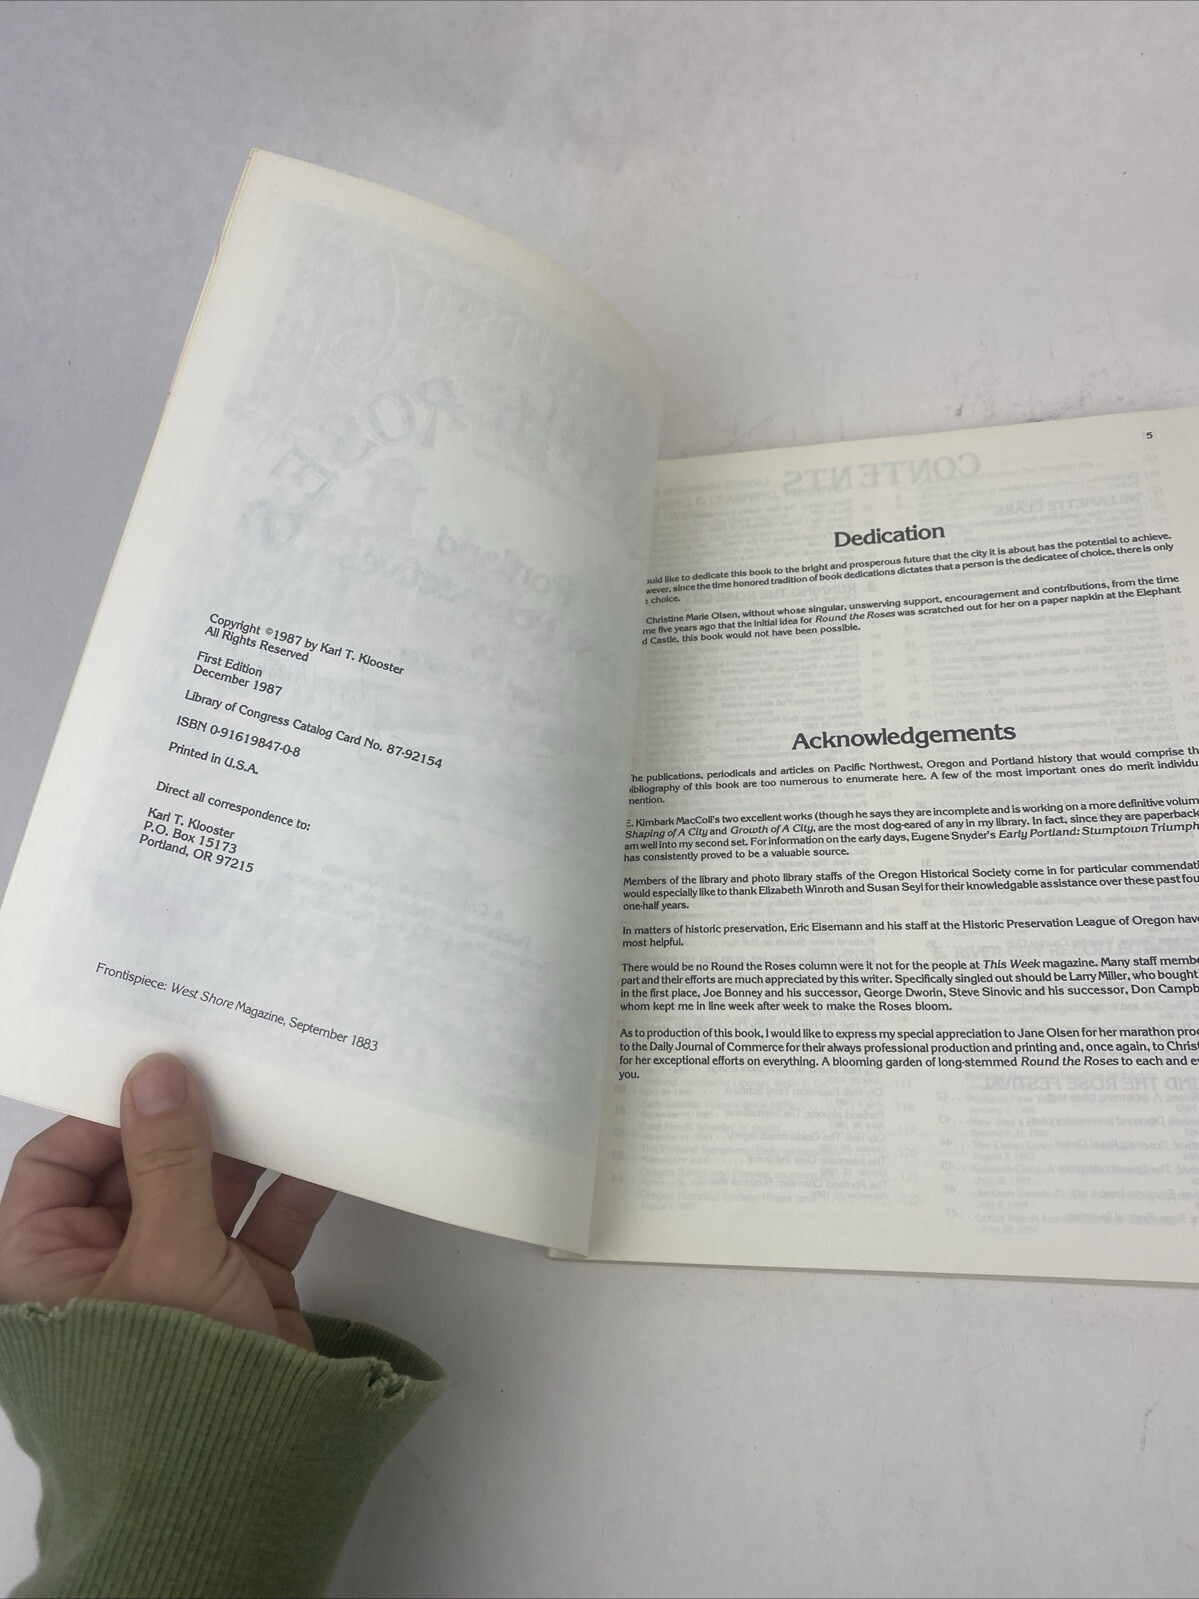 Copyright ©1987 by Karl T. Klooster
All Rights Reserved
First Edition
December 1987
Library of Congress Catalog Card No. 87-92154
ISBN 0-91619847-0-8
Printed in U.S.A.
Direct all correspondence to:
Karl T. Klooster
P.O. Box 15173
Portland, OR 97215
Frontispiece: West Shore Magazine, September 1883
5
Dedication
ould like to dedicate this book to the bright and prosperous future that the city it is about has the potential to achieve.
wever, since the time honored tradition of book dedications dictates that a person is the dedicatee of choice, there is only
choice.
Christine Marie Olsen, without whose singular, unswerving support, encouragement and contributions, from the time
me five years ago that the initial idea for Round the Roses was scratched out for her on a paper napkin at the Elephant
d Castle, this book would not have been possible.
Acknowledgements
he publications, periodicals and articles on Pacific Northwest, Oregon and Portland history that would comprise th
ibliography of this book are too numerous to enumerate here. A few of the most important ones do merit individu
mention.
E. Kimbark MacColl's two excellent works (though he says they are incomplete and is working on a more definitive volum
Shaping of A City and Growth of A City, are the most dog-eared of any in my library. In fact, since they are paperback
am well into my second set. For information on the early days, Eugene Snyder's Early Portland: Stumptown Triumph
has consistently proved to be a valuable source.
Members of the library and photo library staffs of the Oregon Historical Society come in for particular commendati
would especially like to thank Elizabeth Winroth and Susan Seyl for their knowledgable assistance over these past fou
one-half years.
In matters of historic preservation, Eric Eisemann and his staff at the Historic Preservation League of Oregon have
most helpful.
There would be no Round the Roses column were it not for the people at This Week magazine. Many staff membe
part and their efforts are much appreciated by this writer. Specifically singled out should be Larry Miller, who bought
in the first place, Joe Bonney and his successor, George Dworin, Steve Sinovic and his successor, Don Campb
whom kept me in line week after week to make the Roses bloom.
As to production of this book, I would like to express my special appreciation to Jane Olsen for her marathon proc
to the Daily Journal of Commerce for their always professional production and printing and, once again, to Christ
for her exceptional efforts on everything. A blooming garden of long-stemmed Round the Roses to each and e
you.